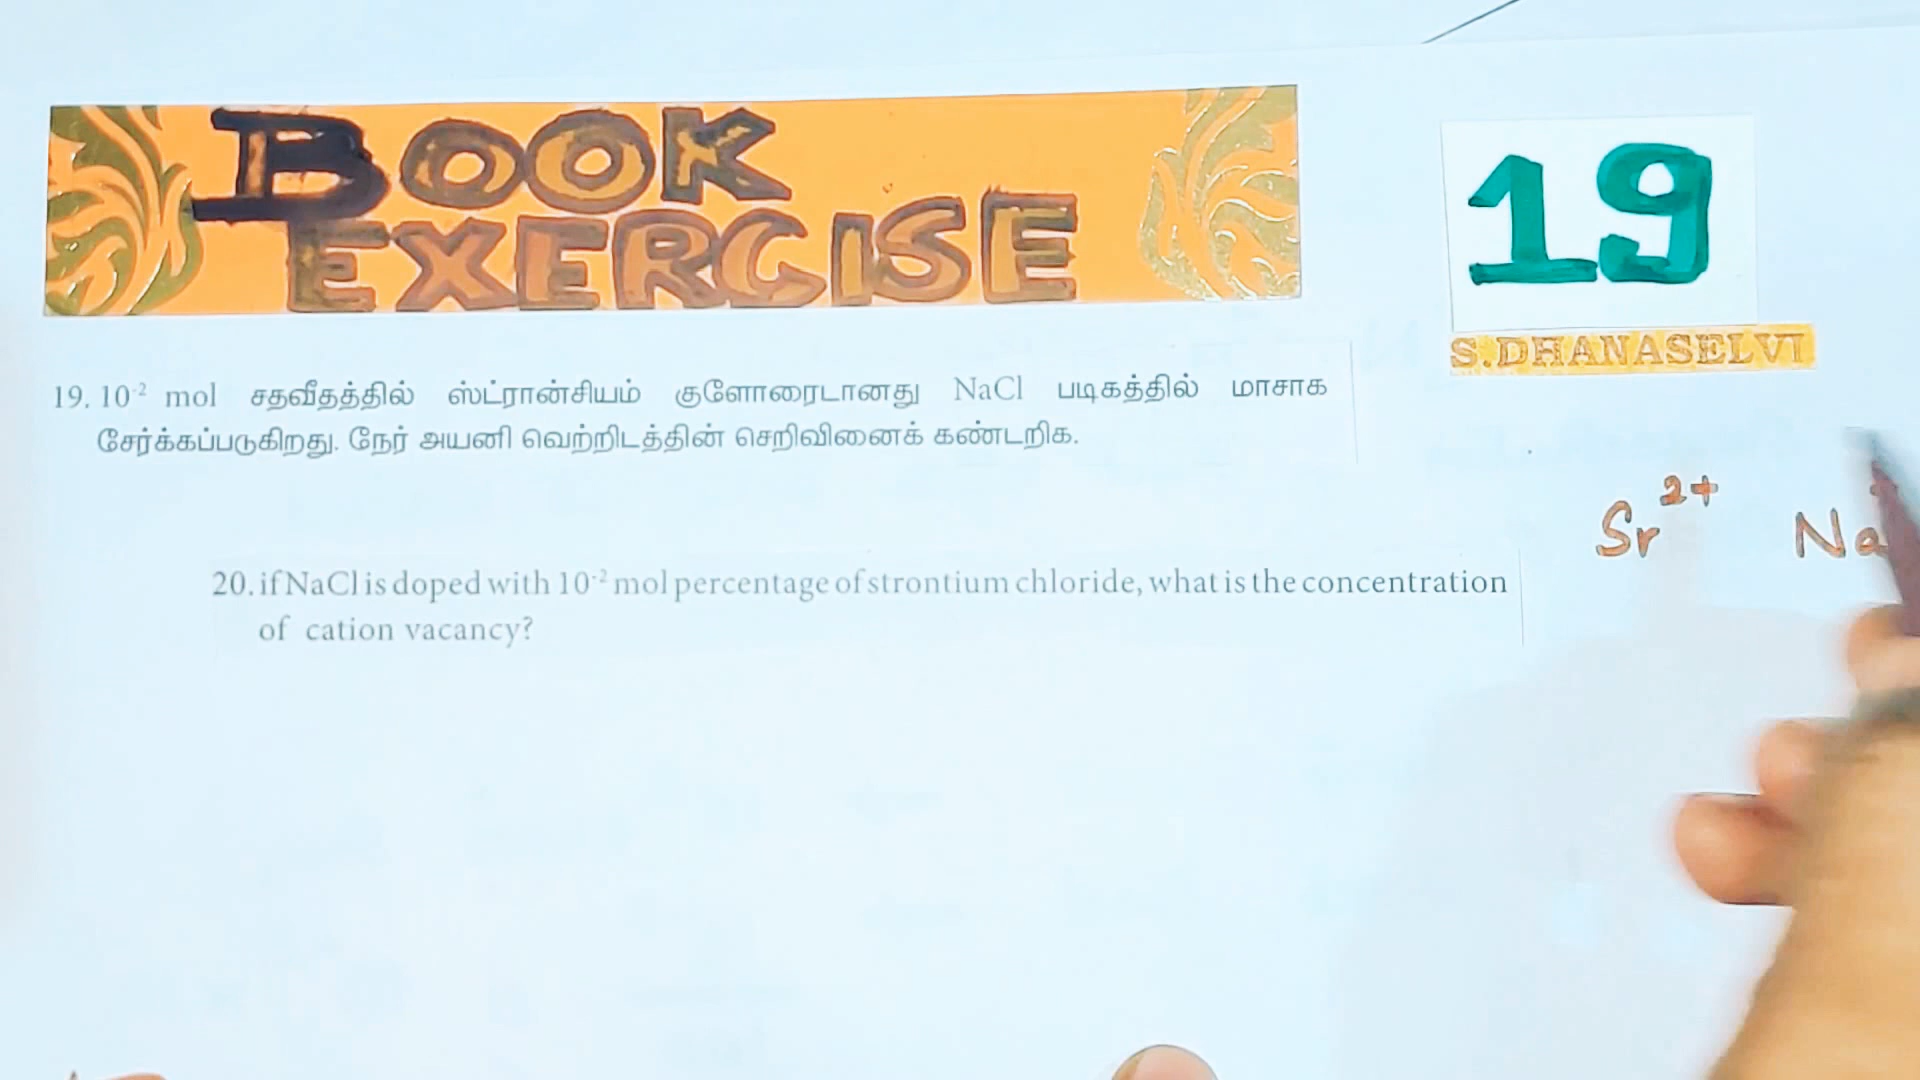 BOOK
EXERCISE
19
S.DHANASELVI
19. 10⁻² mol சதவீதத்தில் ஸ்ட்ரான்சியம் குளோரைடானது NaCl படிகத்தில் மாசாக
சேர்க்கப்படுகிறது. நேர் அயனி வெற்றிடத்தின் செறிவினைக் கண்டறிக.
Sr²⁺ Na⁺
20. if NaCl is doped with 10⁻² mol percentage of strontium chloride, what is the concentration
of cation vacancy?